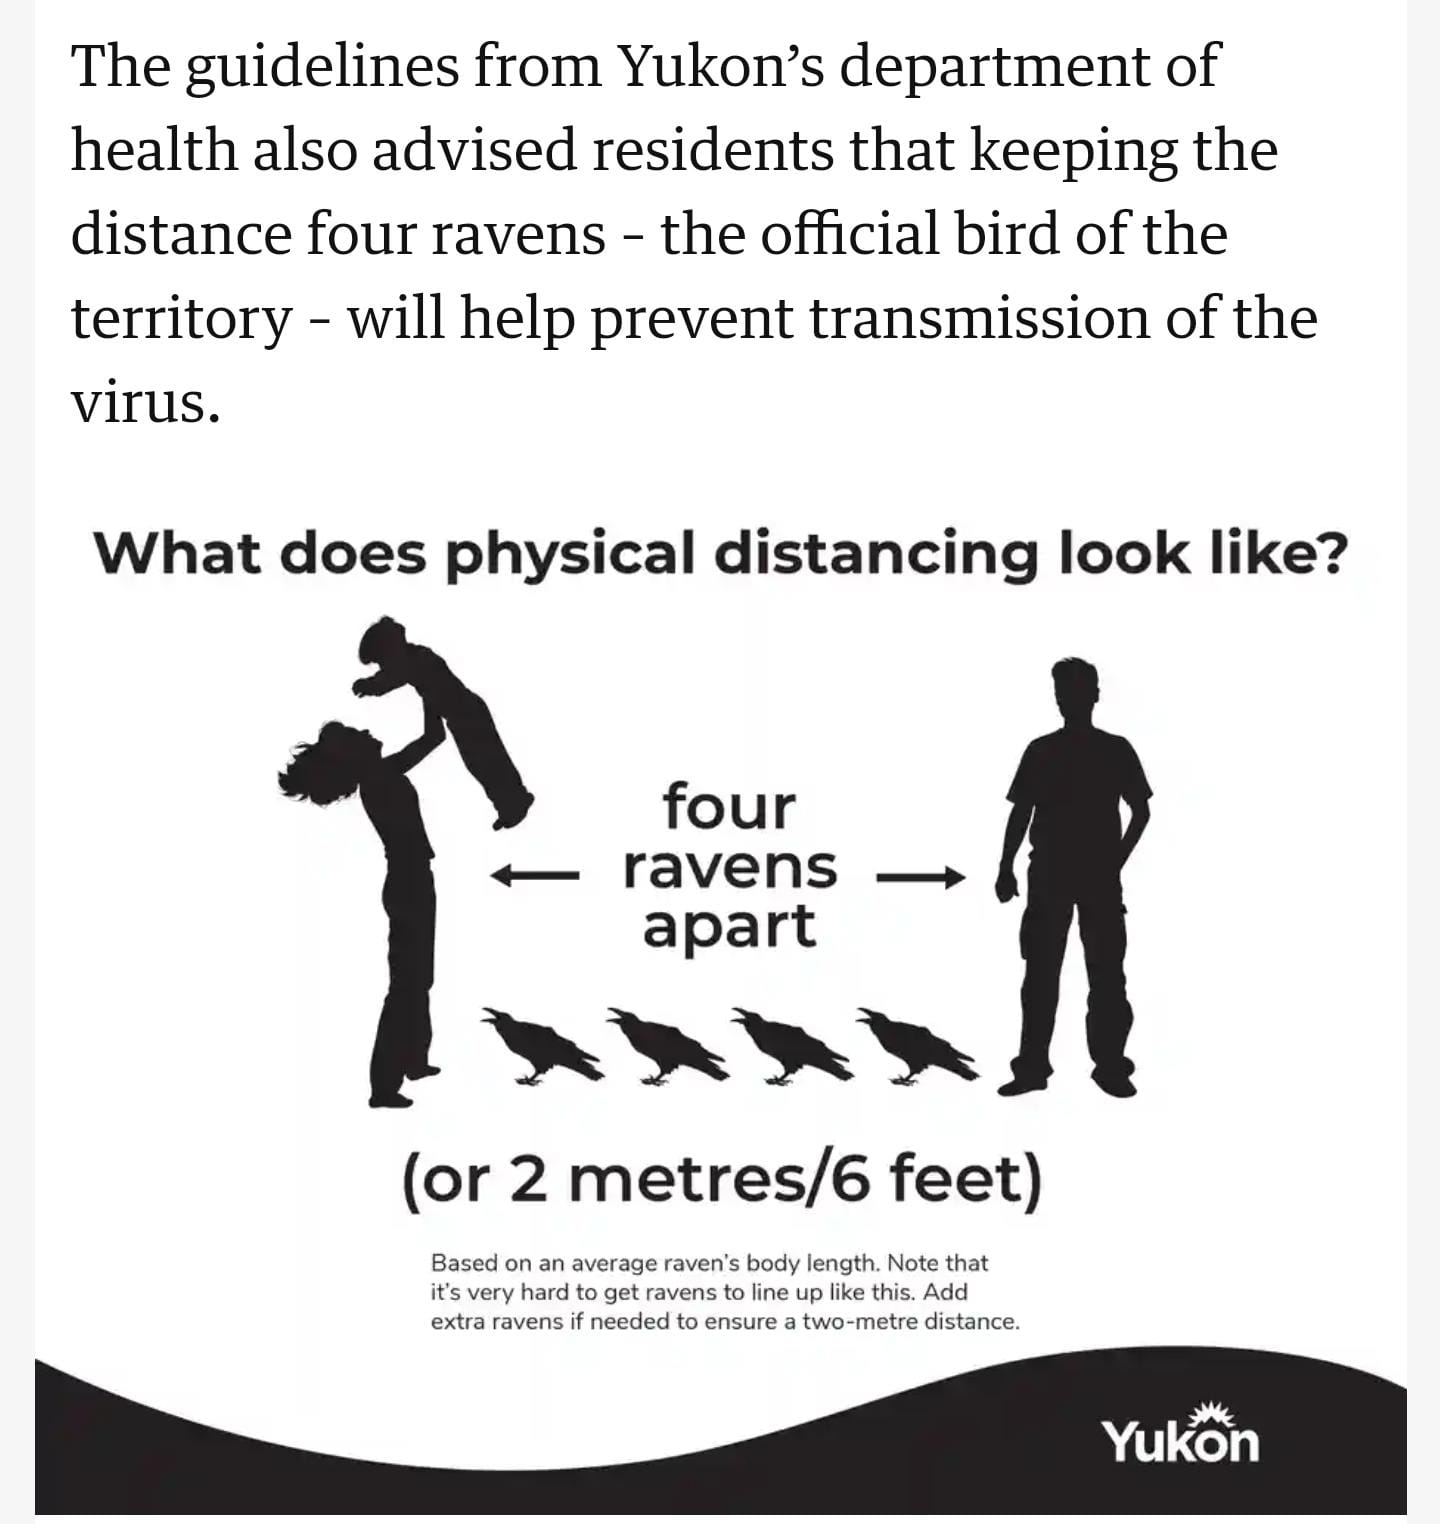 The guidelines from Yukon’s department of
health also advised residents that keeping the
distance four ravens – the official bird of the
territory – will help prevent transmission of the
virus.
What does physical distancing look like?
four
ravens
apart
(or 2 metres/6 feet)
Based on an average raven's body length. Note that
it's very hard to get ravens to line up like this. Add
extra ravens if needed to ensure a two-metre distance.
Yukon